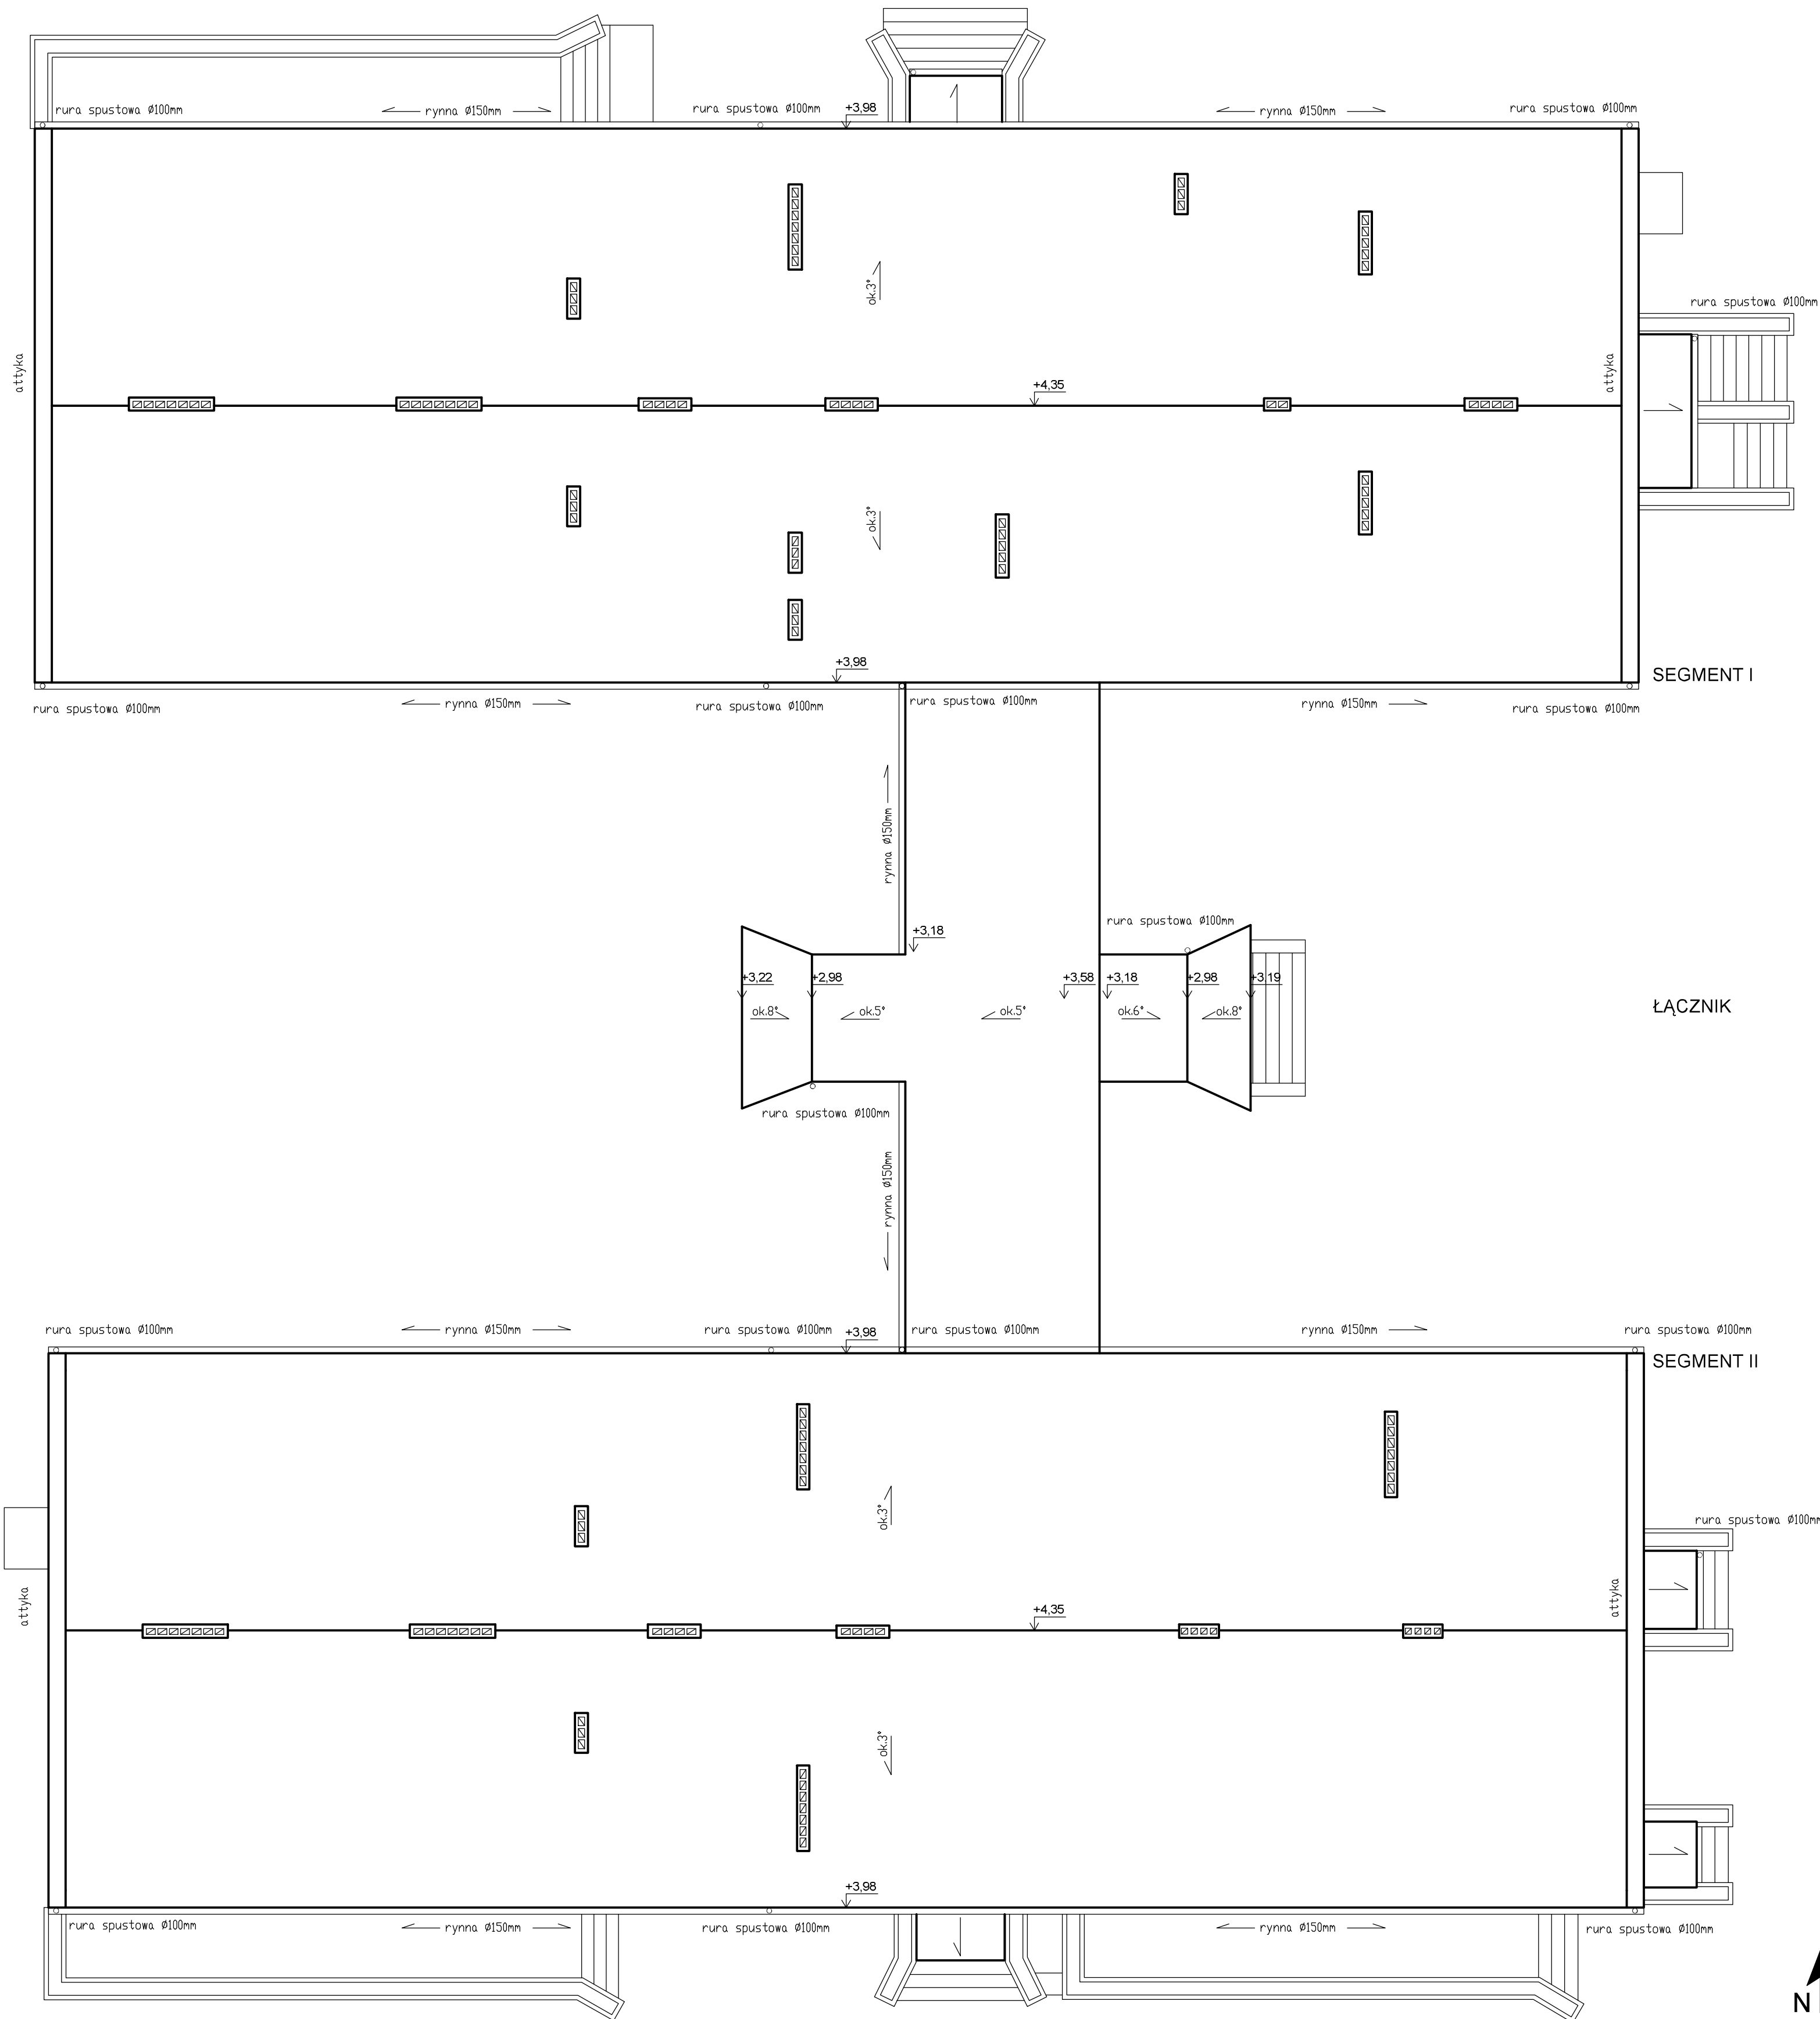 rura spustowa Ø100mm
rynna Ø150mm
rura spustowa Ø100mm
+3,98
rynna Ø150mm
rura spustowa Ø100mm
ok.3°
rura spustowa Ø100mm
attyka
+4,35
attyka
ok.3°
+3,98
SEGMENT I
rura spustowa Ø100mm
rynna Ø150mm
rura spustowa Ø100mm
rura spustowa Ø100mm
rynna Ø150mm
rura spustowa Ø100mm
rynna Ø150mm
rura spustowa Ø100mm
+3,18
+3,22
+2,98
+3,58
+3,18
+2,98
+3,19
ok.8°
ok.5°
ok.5°
ok.6°
ok.8°
ŁĄCZNIK
rura spustowa Ø100mm
rynna Ø150mm
rura spustowa Ø100mm
rynna Ø150mm
rura spustowa Ø100mm
+3,98
rura spustowa Ø100mm
rynna Ø150mm
rura spustowa Ø100mm
SEGMENT II
ok.3°
rura spustowa Ø100mm
attyka
+4,35
attyka
ok.3°
+3,98
rura spustowa Ø100mm
rynna Ø150mm
rura spustowa Ø100mm
rynna Ø150mm
rura spustowa Ø100mm
N